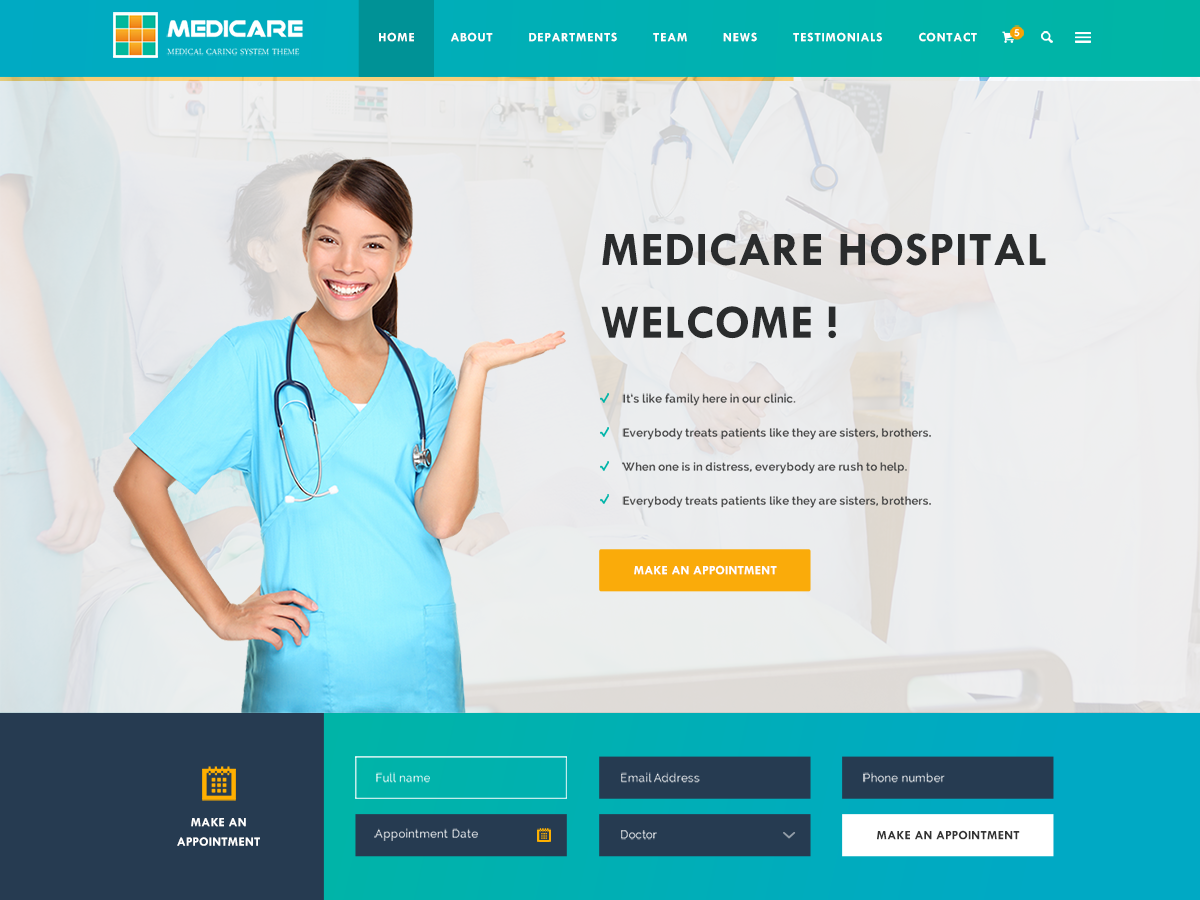 MEDICARE
MEDICAL CARING SYSTEM THEME
HOME ABOUT DEPARTMENTS TEAM NEWS TESTIMONIALS CONTACT 5
MEDICARE HOSPITAL
WELCOME !
It's like family here in our clinic.
Everybody treats patients like they are sisters, brothers.
When one is in distress, everybody are rush to help.
Everybody treats patients like they are sisters, brothers.
MAKE AN APPOINTMENT
MAKE AN
APPOINTMENT
Full name
Email Address
Phone number
Appointment Date
Doctor
MAKE AN APPOINTMENT